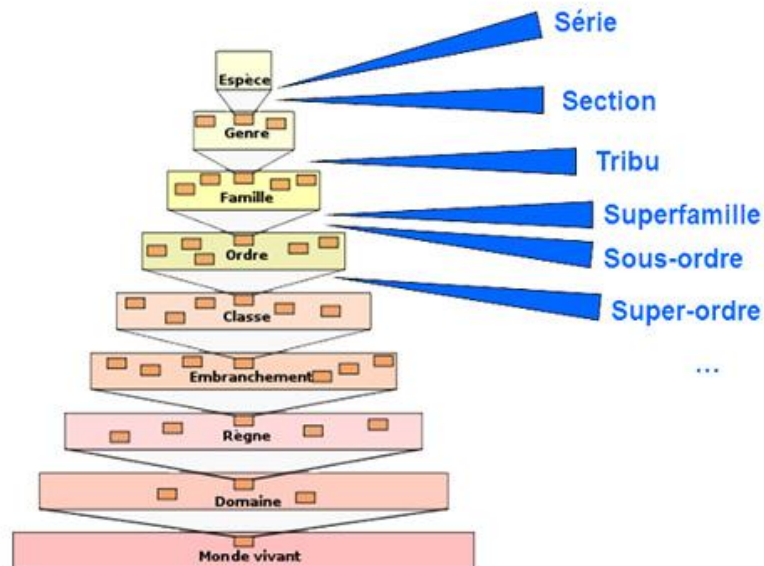 Série
Espèce
Section
Genre
Tribu
Famille
Superfamille
Ordre
Sous-ordre
Super-ordre
Classe
...
Embranchement
Règne
Domaine
Monde vivant